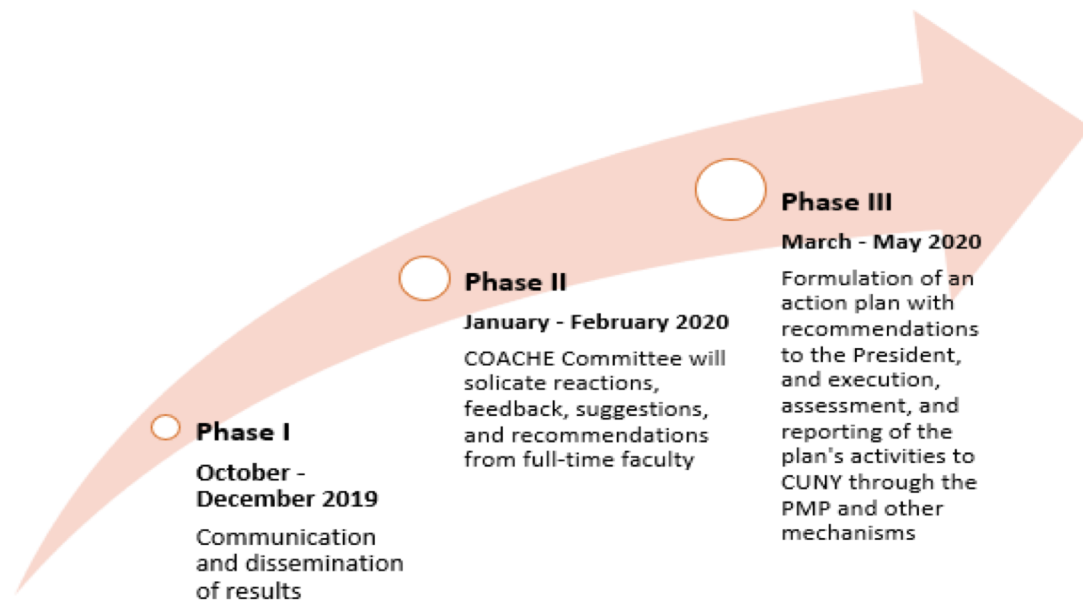 Phase I
October -
December 2019
Communication
and dissemination
of results
Phase II
January - February 2020
COACHE Committee will
solicate reactions,
feedback, suggestions,
and recommendations
from full-time faculty
Phase III
March - May 2020
Formulation of an
action plan with
recommendations
to the President,
and execution,
assessment, and
reporting of the
plan's activities to
CUNY through the
PMP and other
mechanisms